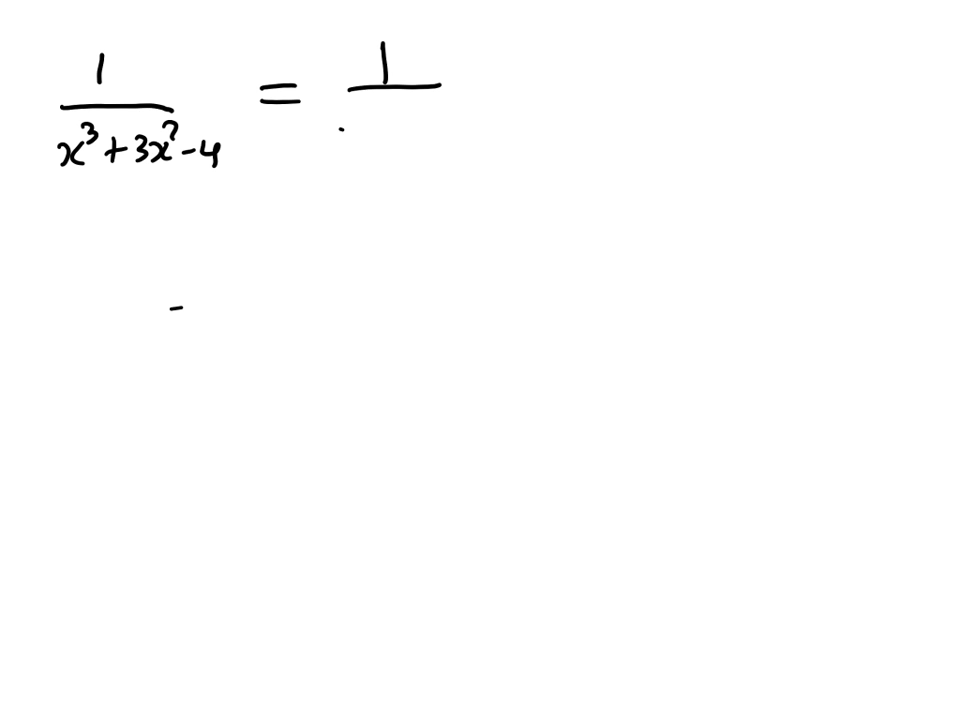 1/(x³+3x²-4) = 1/
-